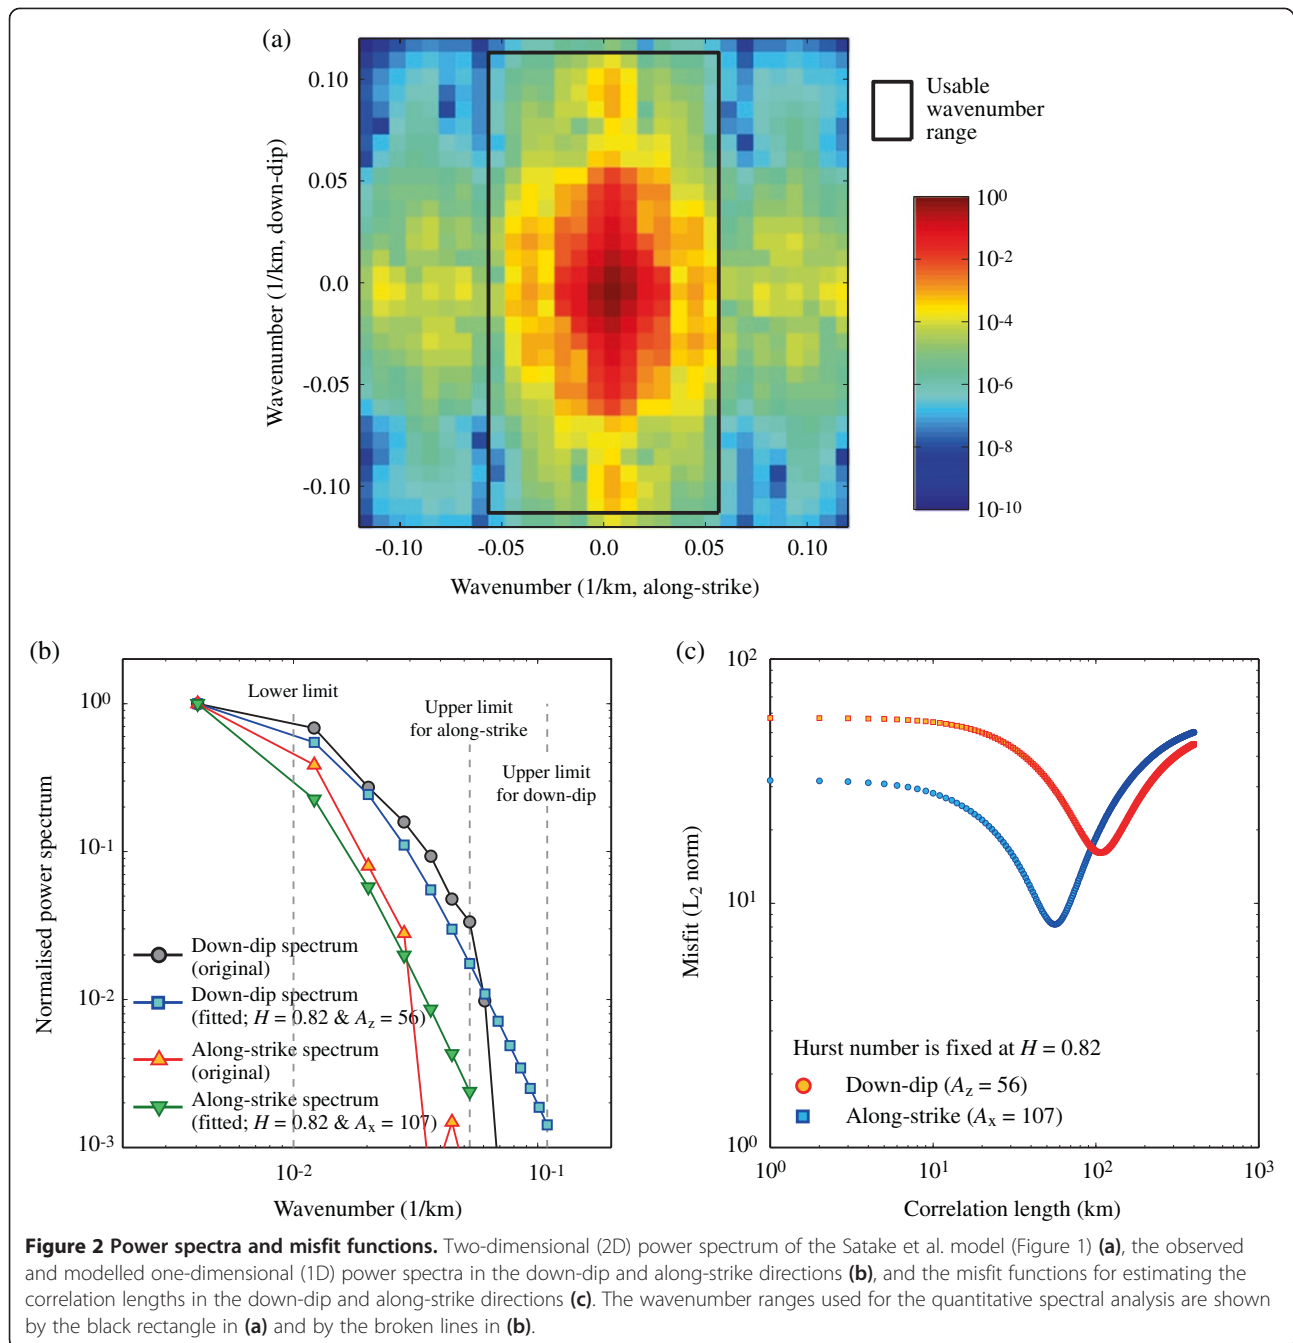 (a)
0.10
0.05
0.0
-0.05
-0.10
Wavenumber (1/km, down-dip)
-0.10 -0.05 0.0 0.05 0.10
Wavenumber (1/km, along-strike)
Usable
wavenumber
range
10⁰
10⁻²
10⁻⁴
10⁻⁶
10⁻⁸
10⁻¹⁰
(b)
10⁰
10⁻¹
10⁻²
10⁻³
Normalised power spectrum
Lower limit
Upper limit
for along-strike
Upper limit
for down-dip
Down-dip spectrum
(original)
Down-dip spectrum
(fitted; H = 0.82 & A_z = 56)
Along-strike spectrum
(original)
Along-strike spectrum
(fitted; H = 0.82 & A_x = 107)
10⁻² 10⁻¹
Wavenumber (1/km)
(c)
10²
10¹
10⁰
Misfit (L₂ norm)
Hurst number is fixed at H = 0.82
Down-dip (A_z = 56)
Along-strike (A_x = 107)
10⁰ 10¹ 10² 10³
Correlation length (km)
Figure 2 Power spectra and misfit functions. Two-dimensional (2D) power spectrum of the Satake et al. model (Figure 1) (a), the observed
and modelled one-dimensional (1D) power spectra in the down-dip and along-strike directions (b), and the misfit functions for estimating the
correlation lengths in the down-dip and along-strike directions (c). The wavenumber ranges used for the quantitative spectral analysis are shown
by the black rectangle in (a) and by the broken lines in (b).